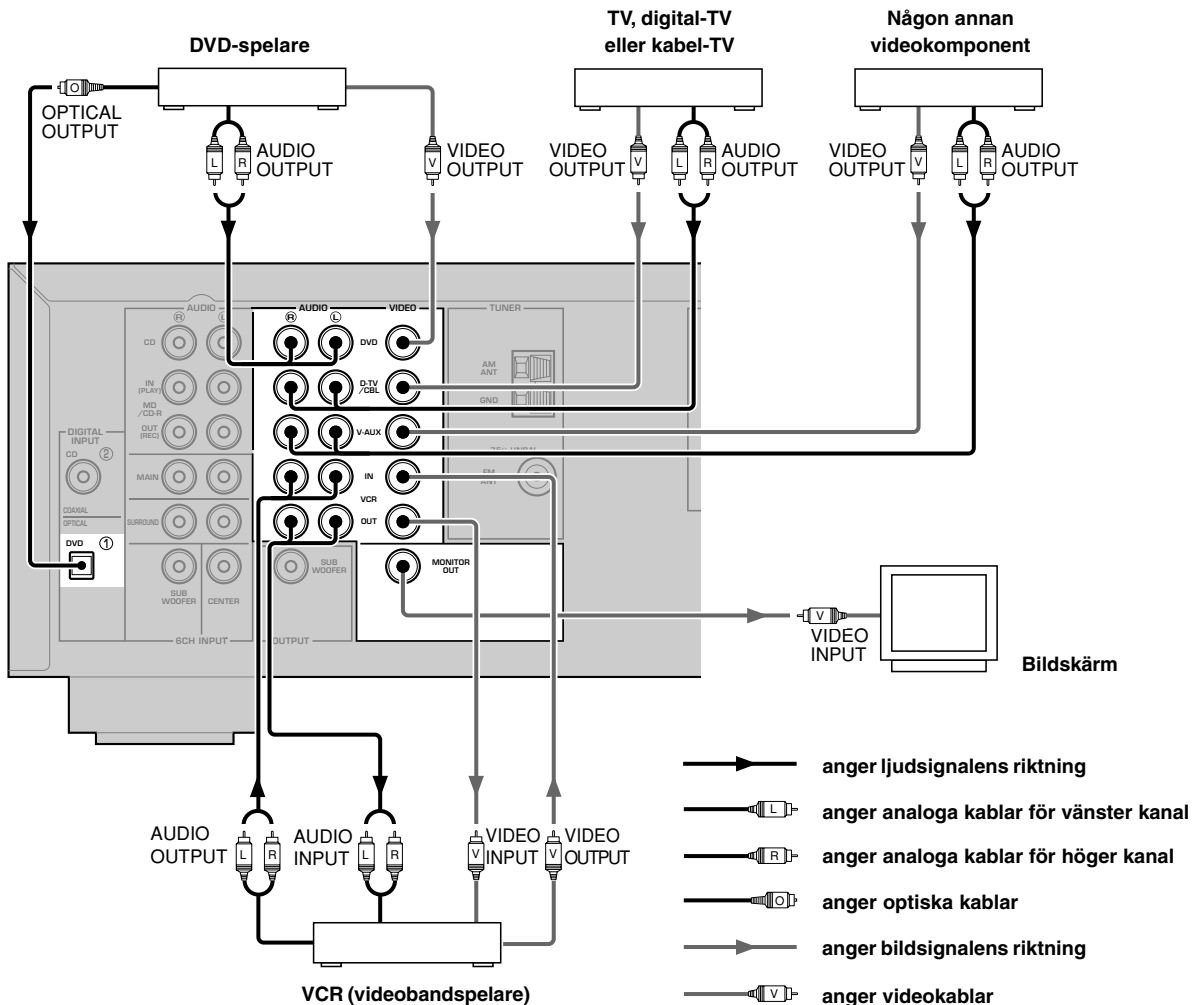 DVD-spelare
TV, digital-TV
eller kabel-TV
Någon annan
videokomponent
O
OPTICAL
OUTPUT
L R
AUDIO
OUTPUT
V
VIDEO
OUTPUT
VIDEO
OUTPUT
V
L R
AUDIO
OUTPUT
VIDEO
OUTPUT
V
L R
AUDIO
OUTPUT
AUDIO
R L
CD
IN
(PLAY)
MD
/CD-R
OUT
(REC)
MAIN
SURROUND
SUB
WOOFER
CENTER
6CH INPUT
DIGITAL
INPUT
CD ②
COAXIAL
OPTICAL
DVD ①
AUDIO VIDEO
R L
DVD
D-TV
/CBL
V-AUX
IN
VCR
OUT
SUB
WOOFER
OUTPUT
MONITOR
OUT
TUNER
AM
ANT
GND
FM
ANT
V
VIDEO
INPUT
Bildskärm
AUDIO
OUTPUT
L R
AUDIO
INPUT
L R
V
VIDEO
INPUT
V
VIDEO
OUTPUT
VCR (videobandspelare)
anger ljudsignalens riktning
L anger analoga kablar för vänster kanal
R anger analoga kablar för höger kanal
O anger optiska kablar
anger bildsignalens riktning
V anger videokablar